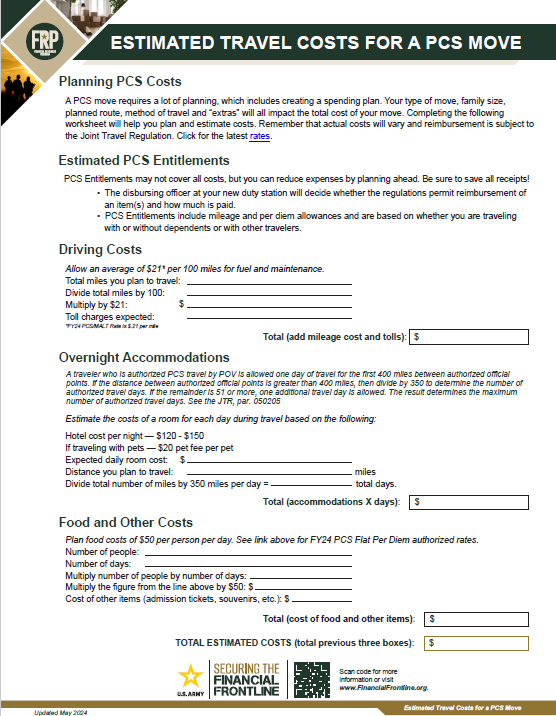 FRP
FINANCIAL READINESS PROGRAM
ESTIMATED TRAVEL COSTS FOR A PCS MOVE
Planning PCS Costs
A PCS move requires a lot of planning, which includes creating a spending plan. Your type of move, family size,
planned route, method of travel and “extras” will all impact the total cost of your move. Completing the following
worksheet will help you plan and estimate costs. Remember that actual costs will vary and reimbursement is subject to
the Joint Travel Regulation. Click for the latest rates.
Estimated PCS Entitlements
PCS Entitlements may not cover all costs, but you can reduce expenses by planning ahead. Be sure to save all receipts!
• The disbursing officer at your new duty station will decide whether the regulations permit reimbursement of
an item(s) and how much is paid.
• PCS Entitlements include mileage and per diem allowances and are based on whether you are traveling
with or without dependents or with other travelers.
Driving Costs
Allow an average of $21* per 100 miles for fuel and maintenance.
Total miles you plan to travel:
Divide total miles by 100:
Multiply by $21: $
Toll charges expected:
*FY24 PCS/MALT Rate is $.21 per mile
Total (add mileage cost and tolls): $
Overnight Accommodations
A traveler who is authorized PCS travel by POV is allowed one day of travel for the first 400 miles between authorized official
points. If the distance between authorized official points is greater than 400 miles, then divide by 350 to determine the number of
authorized travel days. If the remainder is 51 or more, one additional travel day is allowed. The result determines the maximum
number of authorized travel days. See the JTR, par. 050205
Estimate the costs of a room for each day during travel based on the following:
Hotel cost per night — $120 - $150
If traveling with pets — $20 pet fee per pet
Expected daily room cost: $
Distance you plan to travel: miles
Divide total number of miles by 350 miles per day = total days.
Total (accommodations X days): $
Food and Other Costs
Plan food costs of $50 per person per day. See link above for FY24 PCS Flat Per Diem authorized rates.
Number of people:
Number of days:
Multiply number of people by number of days:
Multiply the figure from the line above by $50: $
Cost of other items (admission tickets, souvenirs, etc.): $
Total (cost of food and other items): $
TOTAL ESTIMATED COSTS (total previous three boxes): $
U.S. ARMY
SECURING THE
FINANCIAL
FRONTLINE
Scan code for more
information or visit
www.FinancialFrontline.org.
Updated May 2024
Estimated Travel Costs for a PCS Move